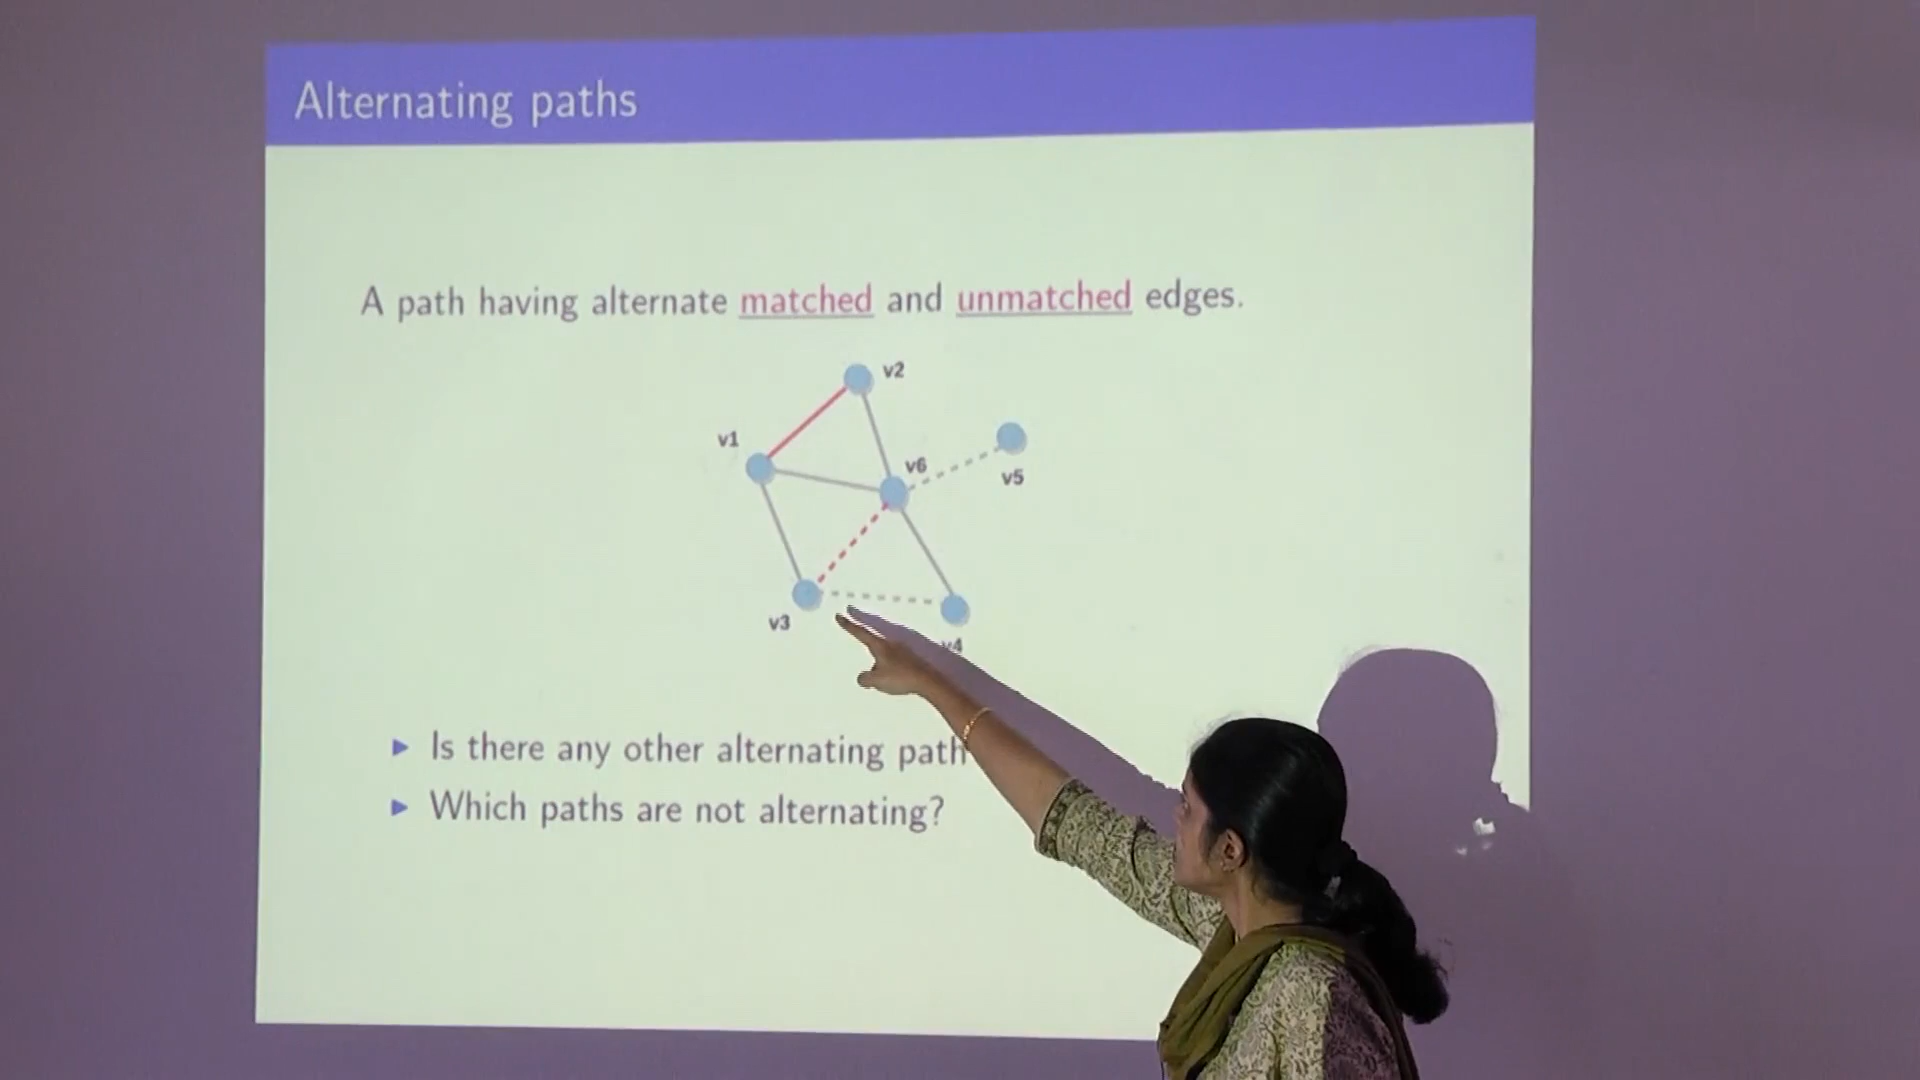 Alternating paths
A path having alternate matched and unmatched edges.
v2
v1
v6
v5
v3
v4
Is there any other alternating path
Which paths are not alternating?